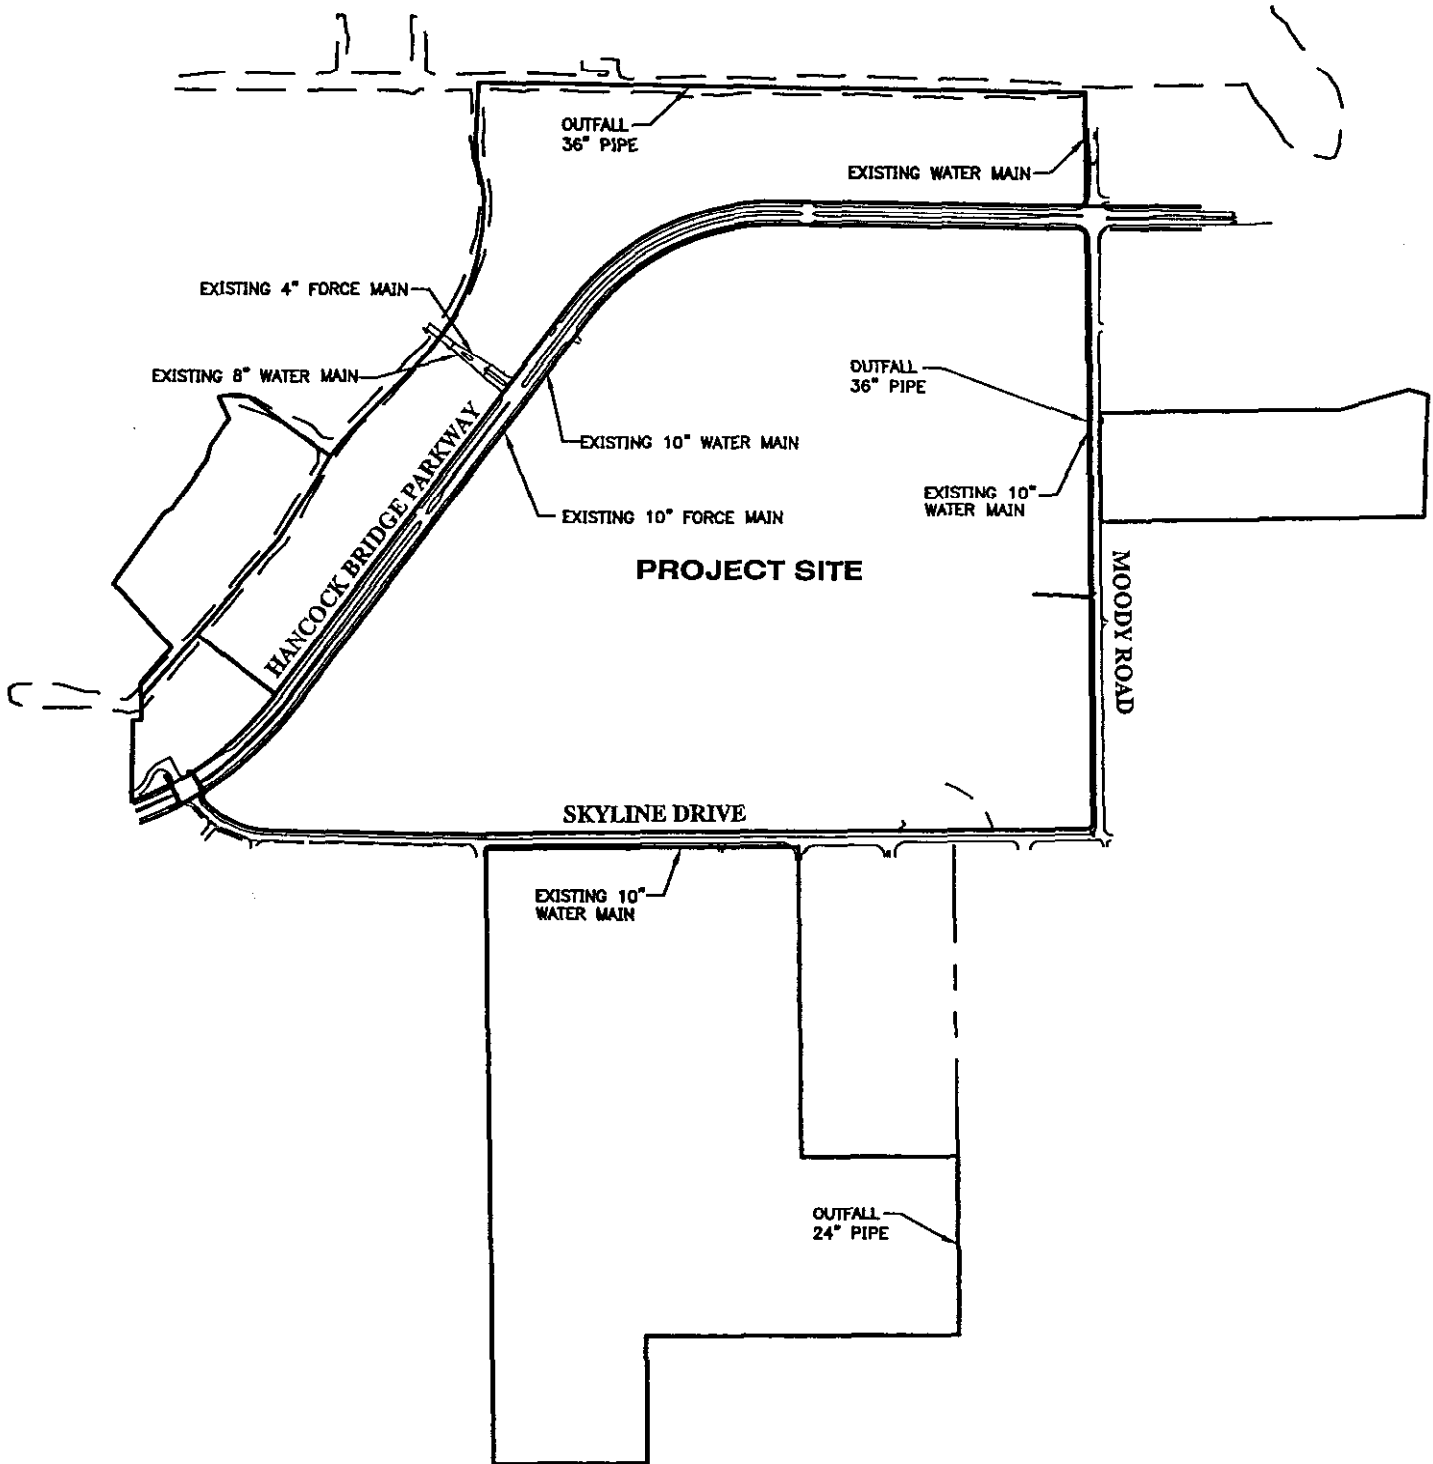 OUTFALL
36" PIPE
EXISTING WATER MAIN
EXISTING 4" FORCE MAIN
EXISTING 8" WATER MAIN
OUTFALL
36" PIPE
HANCOCK BRIDGE PARKWAY
EXISTING 10" WATER MAIN
EXISTING 10"
WATER MAIN
EXISTING 10" FORCE MAIN
PROJECT SITE
MOODY ROAD
SKYLINE DRIVE
EXISTING 10"
WATER MAIN
OUTFALL
24" PIPE